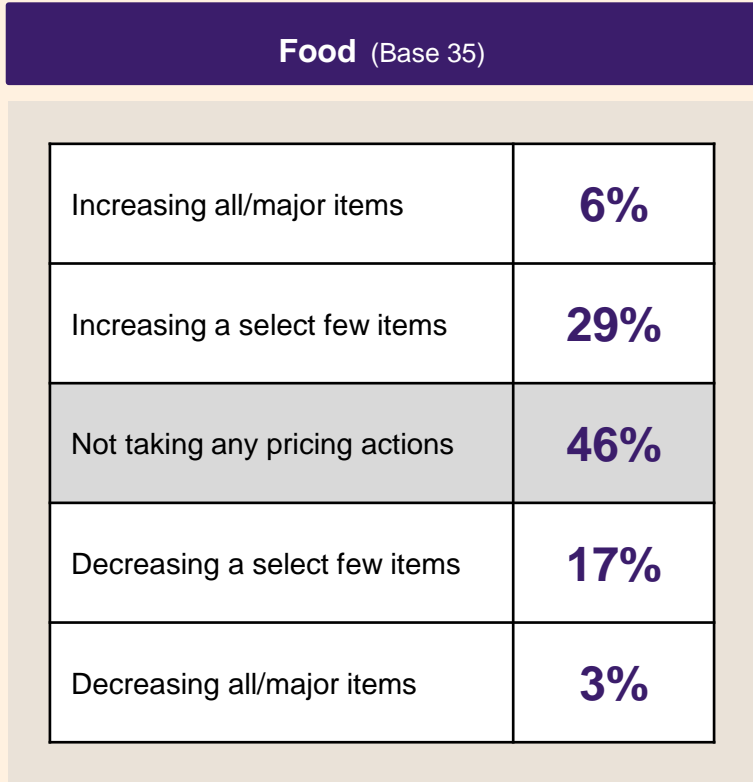 Food (Base 35)
Increasing all/major items 6%
Increasing a select few items 29%
Not taking any pricing actions 46%
Decreasing a select few items 17%
Decreasing all/major items 3%